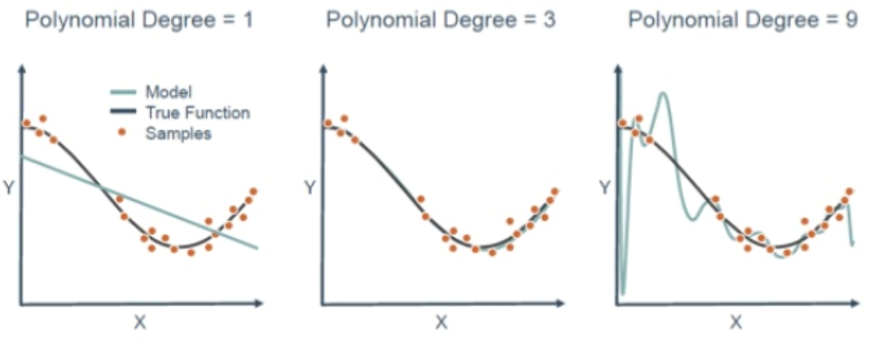 Polynomial Degree = 1
Polynomial Degree = 3
Polynomial Degree = 9
Model
True Function
Samples
Y
X
Y
X
Y
X